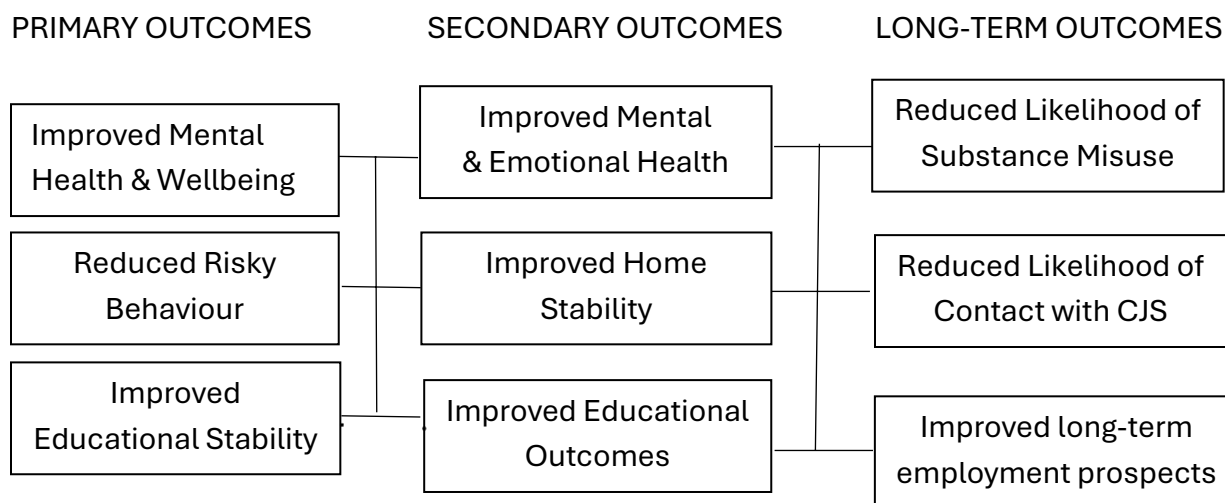 PRIMARY OUTCOMES
SECONDARY OUTCOMES
LONG-TERM OUTCOMES
Improved Mental
Health & Wellbeing
Improved Mental
& Emotional Health
Reduced Likelihood of
Substance Misuse
Reduced Risky
Behaviour
Improved Home
Stability
Reduced Likelihood of
Contact with CJS
Improved
Educational Stability
Improved Educational
Outcomes
Improved long-term
employment prospects